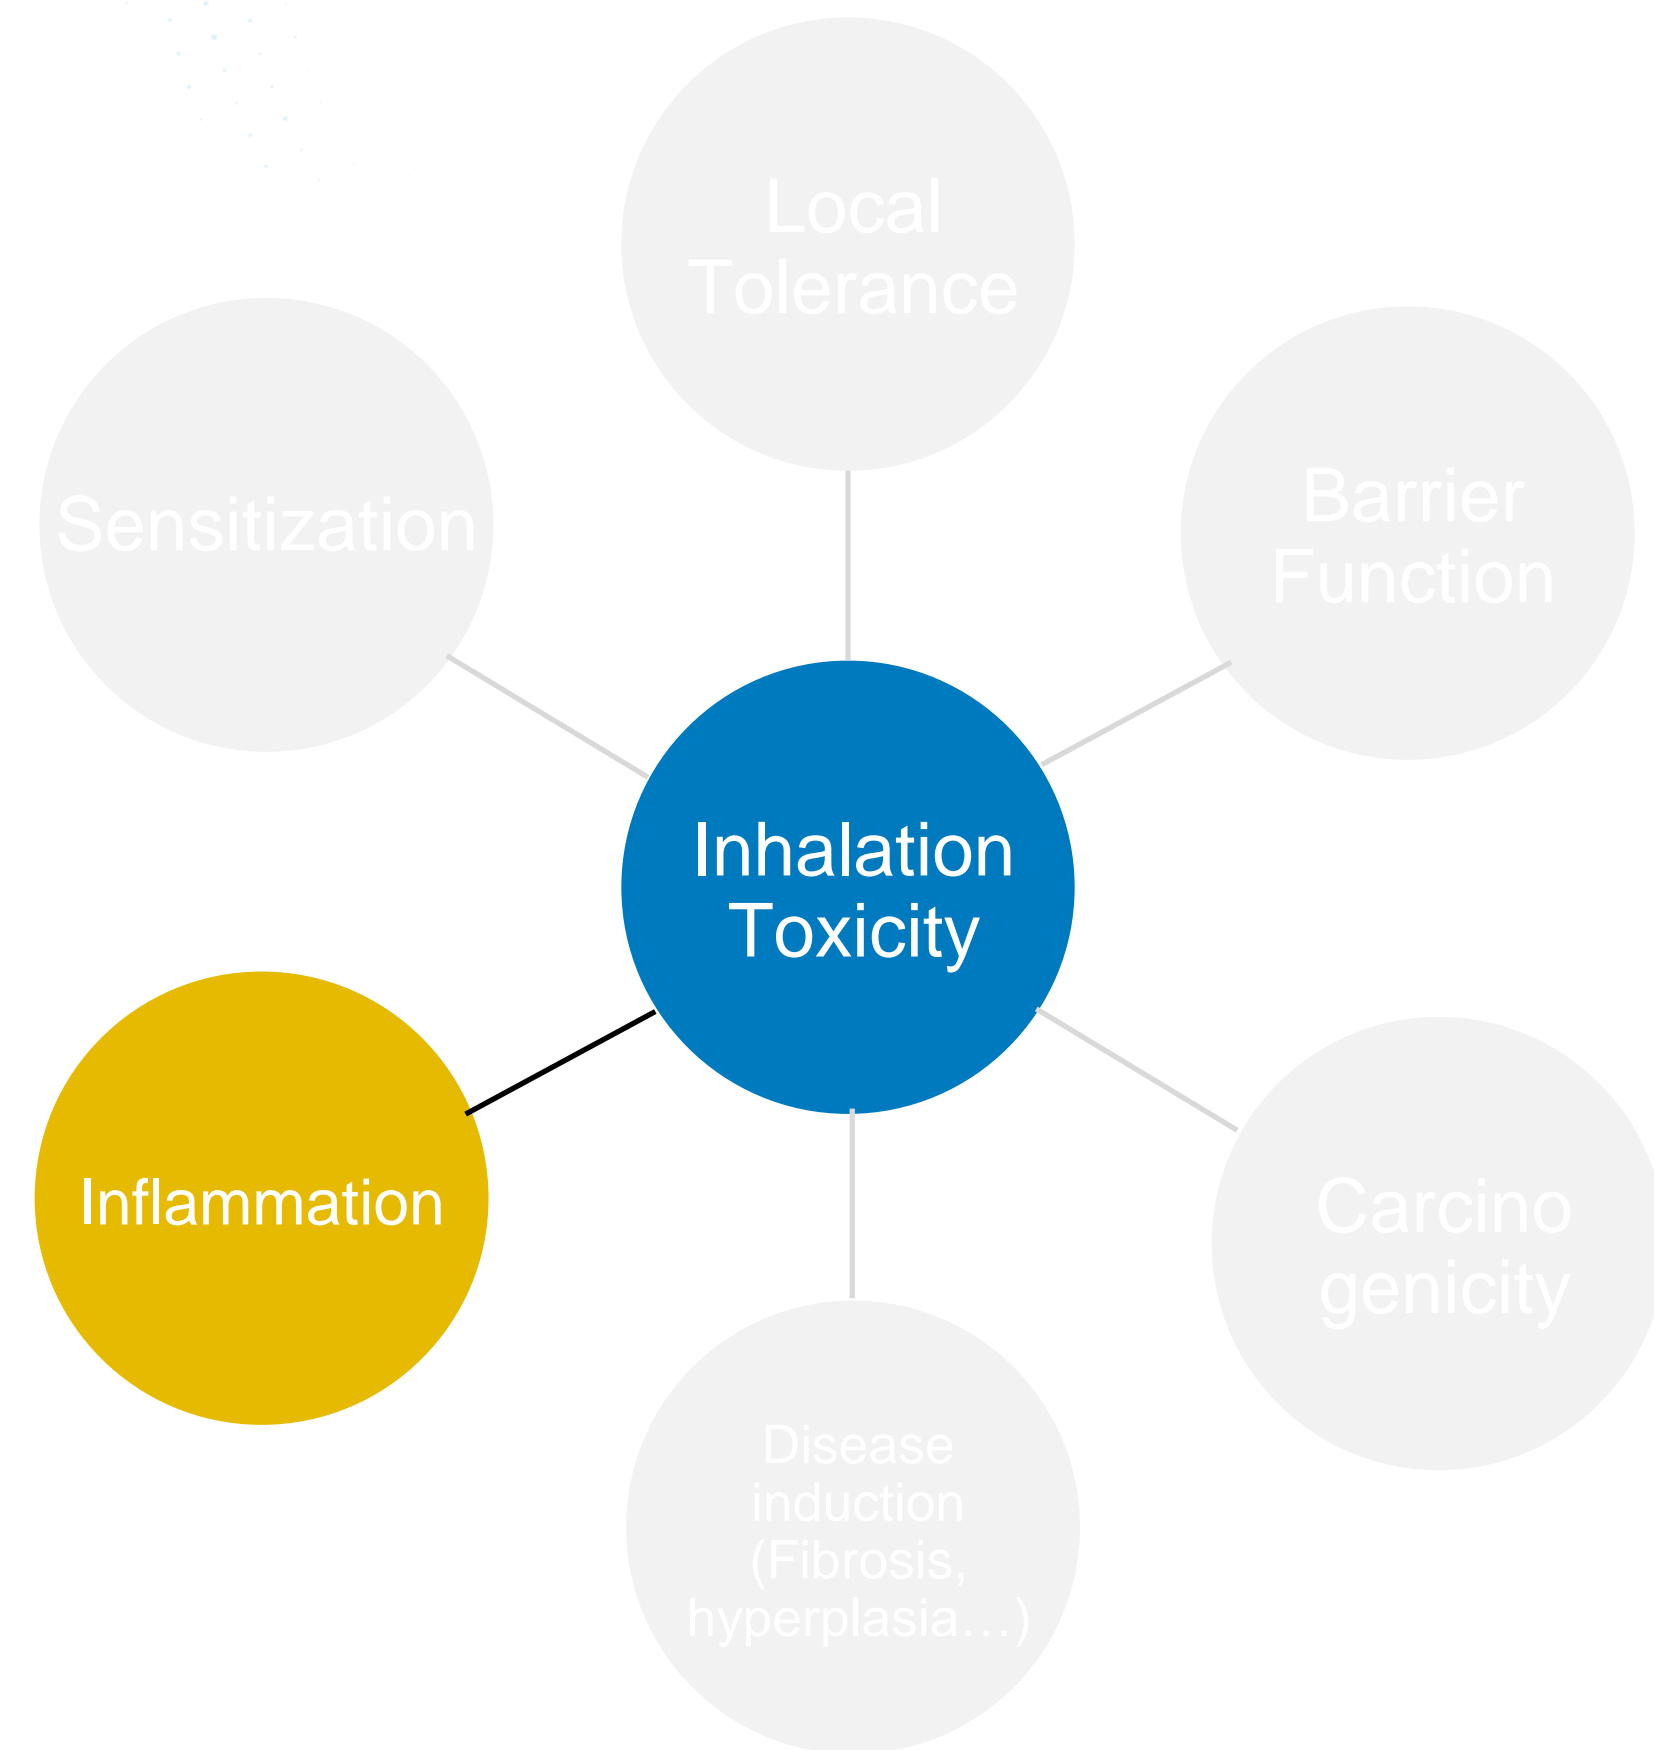 Local
Tolerance
Sensitization
Barrier
Function
Inhalation
Toxicity
Inflammation
Carcino
genicity
Disease
induction
(Fibrosis,
hyperplasia…)